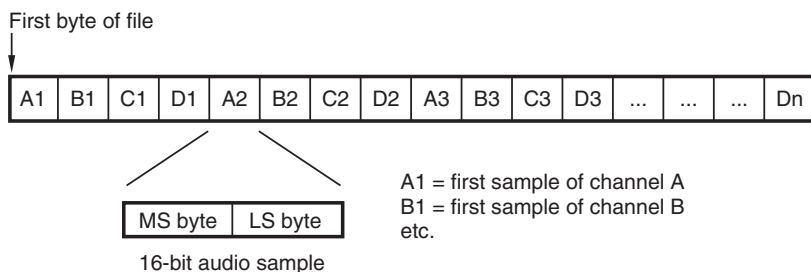 First byte of file
A1 B1 C1 D1 A2 B2 C2 D2 A3 B3 C3 D3 ... ... ... Dn
A1 = first sample of channel A
MS byte LS byte
B1 = first sample of channel B
etc.
16-bit audio sample